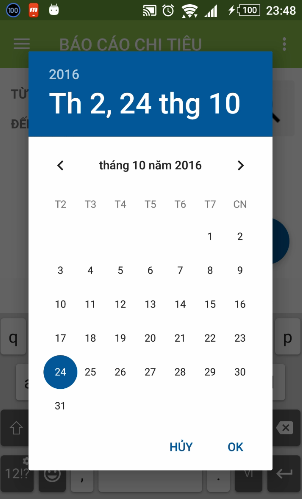 100 23:48
BÁO CÁO CHI TIÊU
2016
Th 2, 24 thg 10
tháng 10 năm 2016
T2 T3 T4 T5 T6 T7 CN
1 2
3 4 5 6 7 8 9
10 11 12 13 14 15 16
17 18 19 20 21 22 23
24 25 26 27 28 29 30
31
HỦY OK
q p
a
12!? , . VI